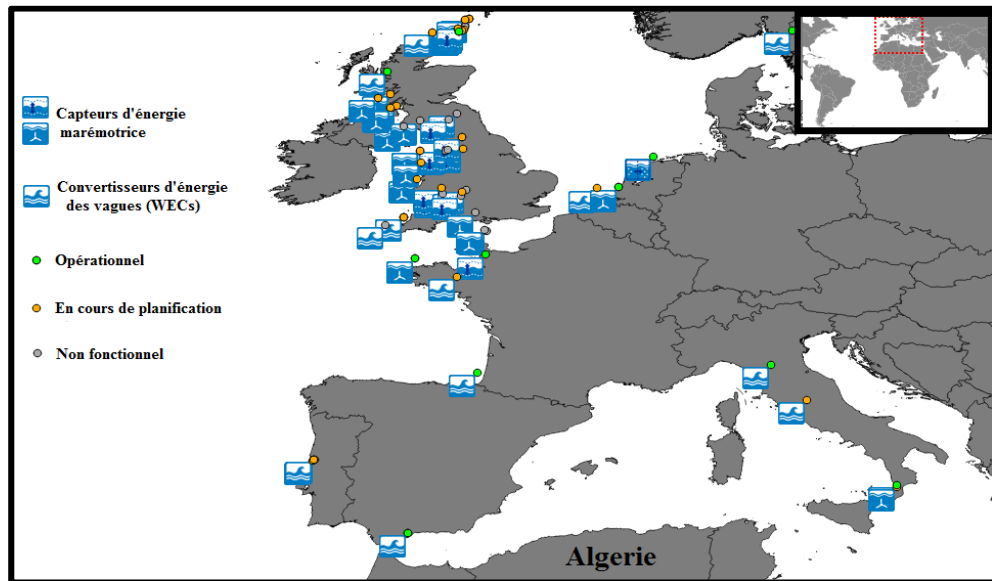 Capteurs d'énergie
marémotrice
Convertisseurs d'énergie
des vagues (WECs)
Opérationnel
En cours de planification
Non fonctionnel
Algerie